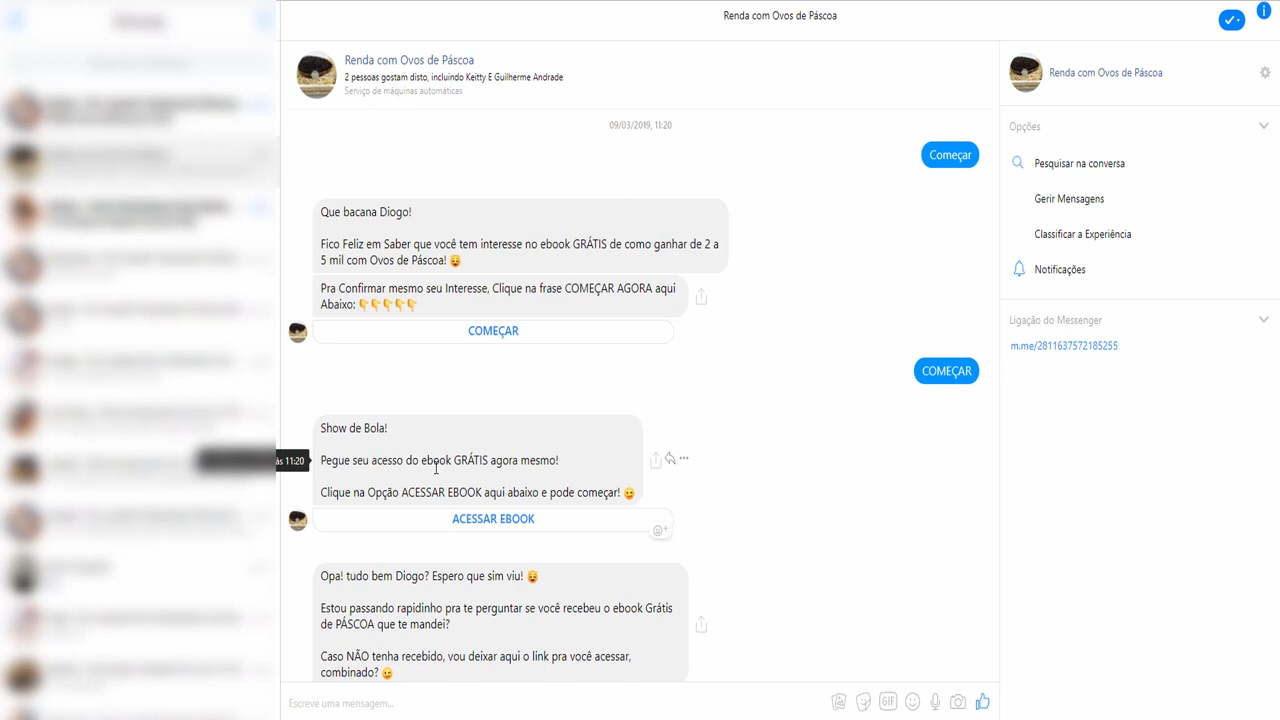 Renda com Ovos de Páscoa
Renda com Ovos de Páscoa
2 pessoas gostam disto, incluindo Keitty E Guilherme Andrade
Serviço de máquinas automáticas
09/03/2019, 11:20
Começar
Que bacana Diogo!
Fico Feliz em Saber que você tem interesse no ebook GRÁTIS de como ganhar de 2 a
5 mil com Ovos de Páscoa! 😩
Pra Confirmar mesmo seu Interesse, Clique na frase COMEÇAR AGORA aqui
Abaixo: 👇👇👇👇👇
COMEÇAR
COMEÇAR
Show de Bola!
às 11:20
Pegue seu acesso do ebook GRÁTIS agora mesmo!
Clique na Opção ACESSAR EBOOK aqui abaixo e pode começar! 😉
ACESSAR EBOOK
Opa! tudo bem Diogo? Espero que sim viu! 😩
Estou passando rapidinho pra te perguntar se você recebeu o ebook Grátis
de PÁSCOA que te mandei?
Caso NÃO tenha recebido, vou deixar aqui o link pra você acessar,
combinado? 😉
Escreve uma mensagem...
GIF
Renda com Ovos de Páscoa
Opções
Pesquisar na conversa
Gerir Mensagens
Classificar a Experiência
Notificações
Ligação do Messenger
m.me/2811637572185255